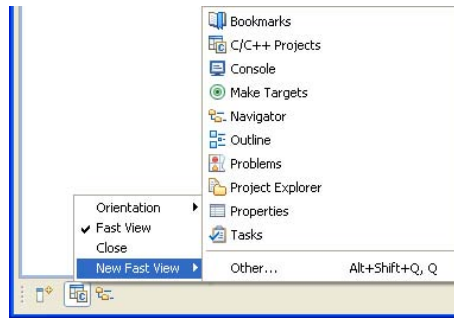 Bookmarks
C/C++ Projects
Console
Make Targets
Navigator
Outline
Problems
Project Explorer
Properties
Tasks
Other... Alt+Shift+Q, Q
Orientation
Fast View
Close
New Fast View